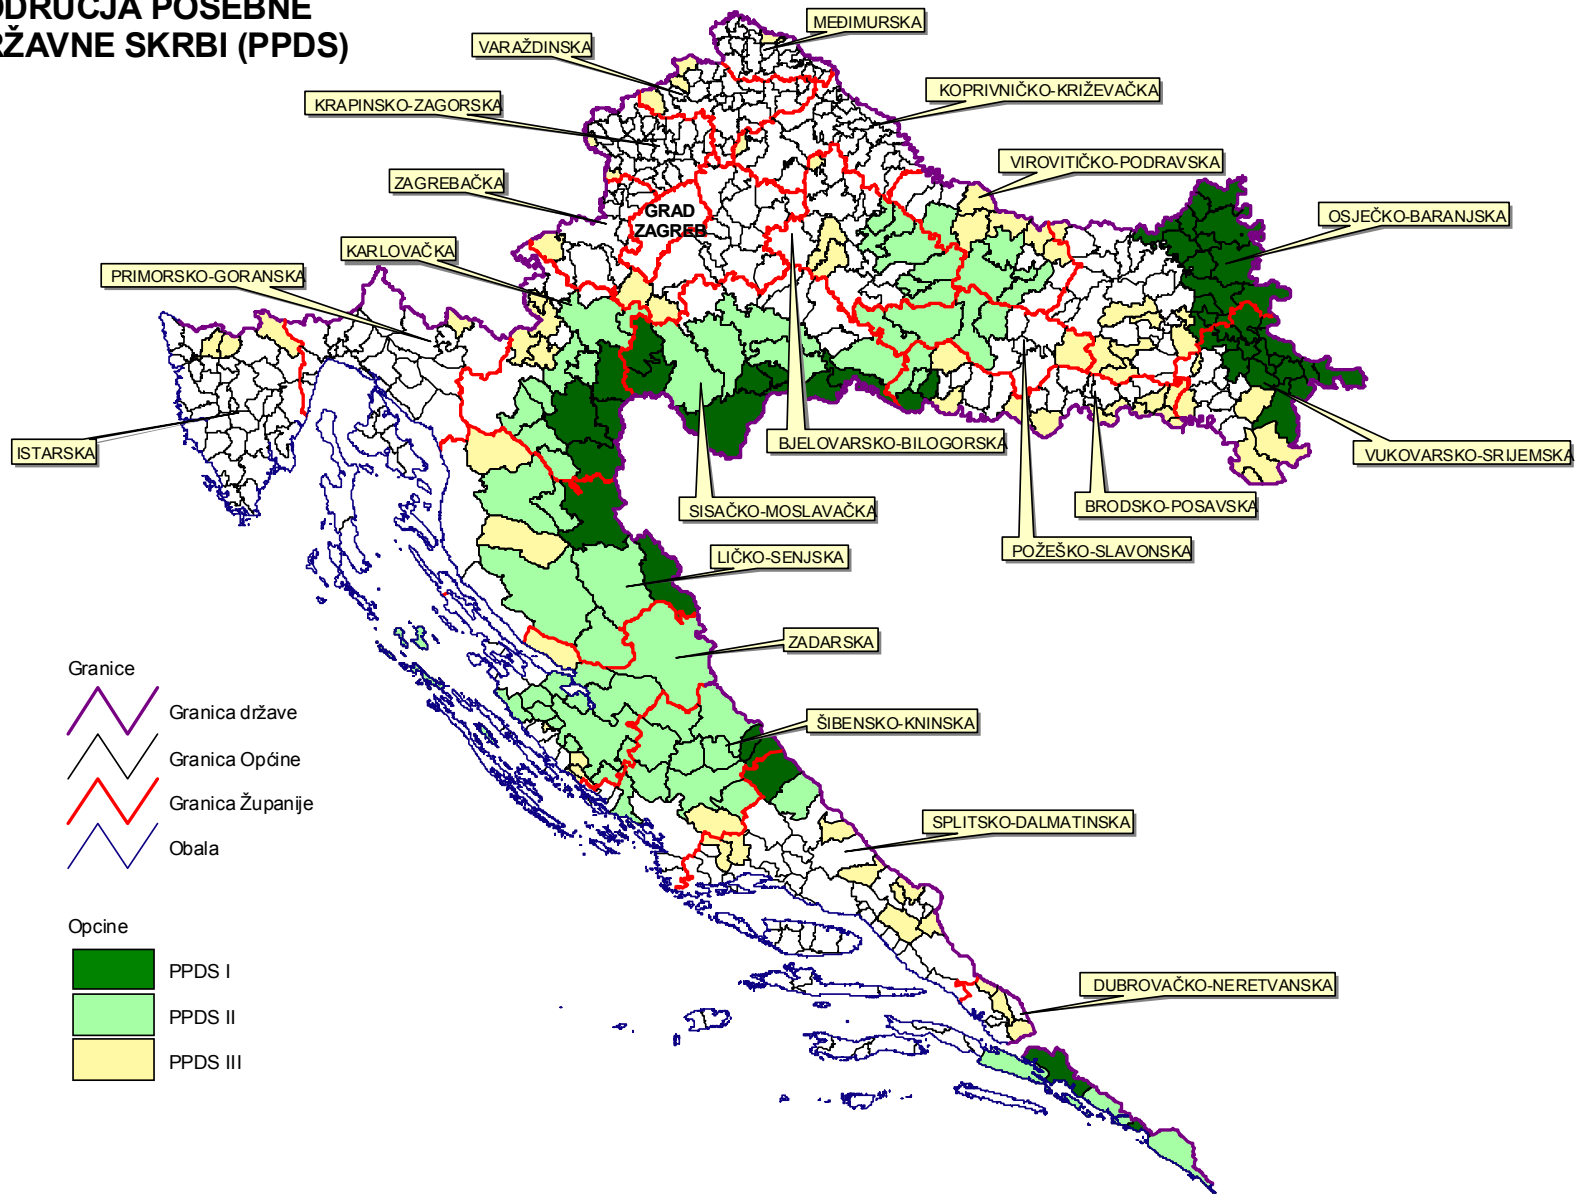 ODRUČJA POSEBNE
RŽAVNE SKRBI (PPDS)
MEĐIMURSKA
VARAŽDINSKA
KOPRIVNIČKO-KRIŽEVAČKA
KRAPINSKO-ZAGORSKA
VIROVITIČKO-PODRAVSKA
ZAGREBAČKA
OSJEČKO-BARANJSKA
GRAD
ZAGREB
KARLOVAČKA
PRIMORSKO-GORANSKA
ISTARSKA
BJELOVARSKO-BILOGORSKA
VUKOVARSKO-SRIJEMSKA
SISAČKO-MOSLAVAČKA
BRODSKO-POSAVSKA
POŽEŠKO-SLAVONSKA
LIČKO-SENJSKA
ZADARSKA
ŠIBENSKO-KNINSKA
SPLITSKO-DALMATINSKA
DUBROVAČKO-NERETVANSKA
Granice
Granica države
Granica Općine
Granica Županije
Obala
Opcine
PPDS I
PPDS II
PPDS III